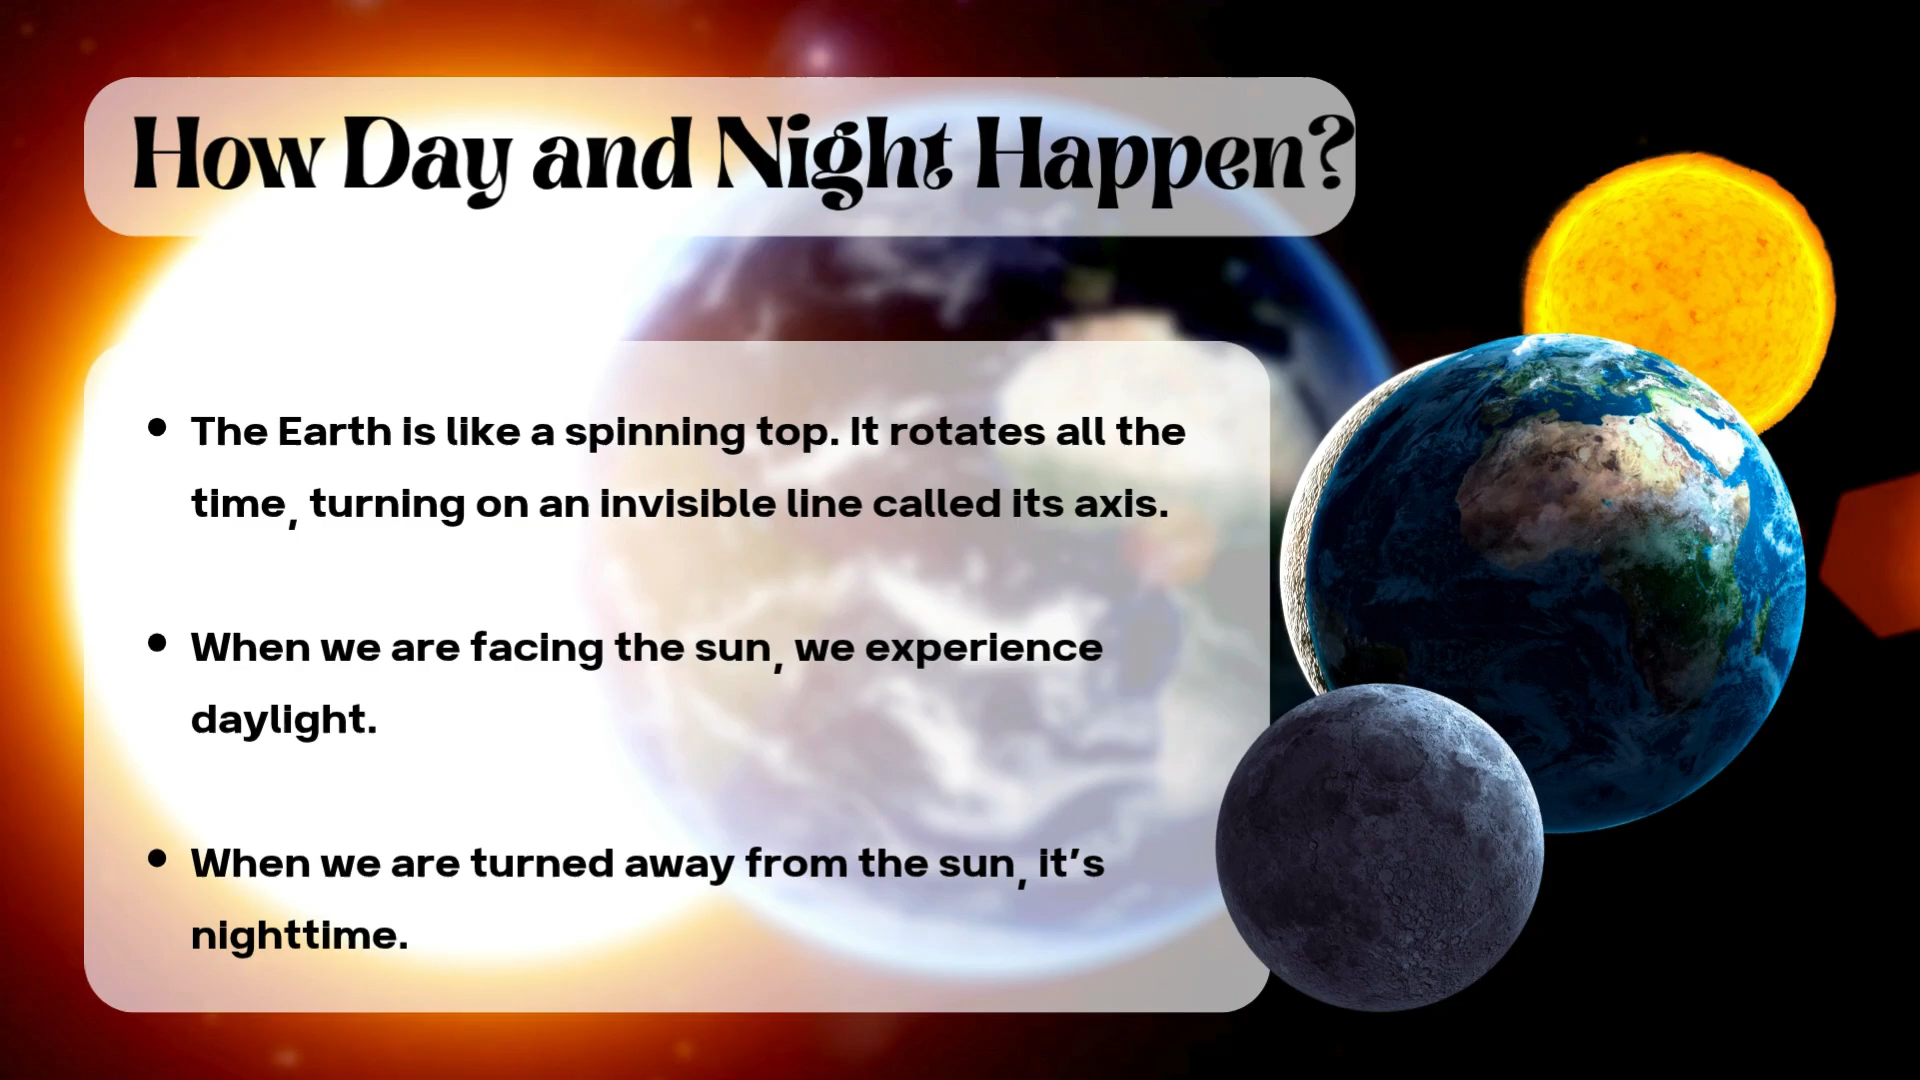 How Day and Night Happen?
• The Earth is like a spinning top. It rotates all the
time, turning on an invisible line called its axis.
• When we are facing the sun, we experience
daylight.
• When we are turned away from the sun, it’s
nighttime.